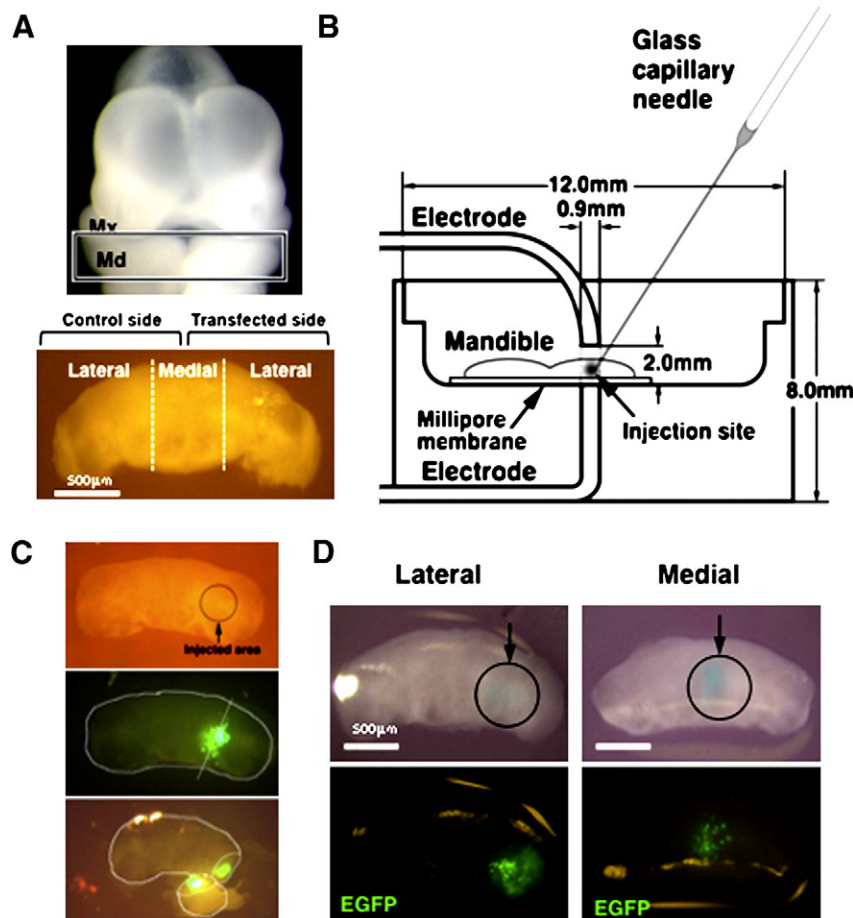 A
Mx
Md
Control side
Transfected side
Lateral
Medial
Lateral
500µm
B
Glass
capillary
needle
12.0mm
0.9mm
Electrode
Mandible
2.0mm
8.0mm
Millipore
membrane
Injection site
Electrode
C
Injected area
D
Lateral
Medial
500µm
EGFP
EGFP